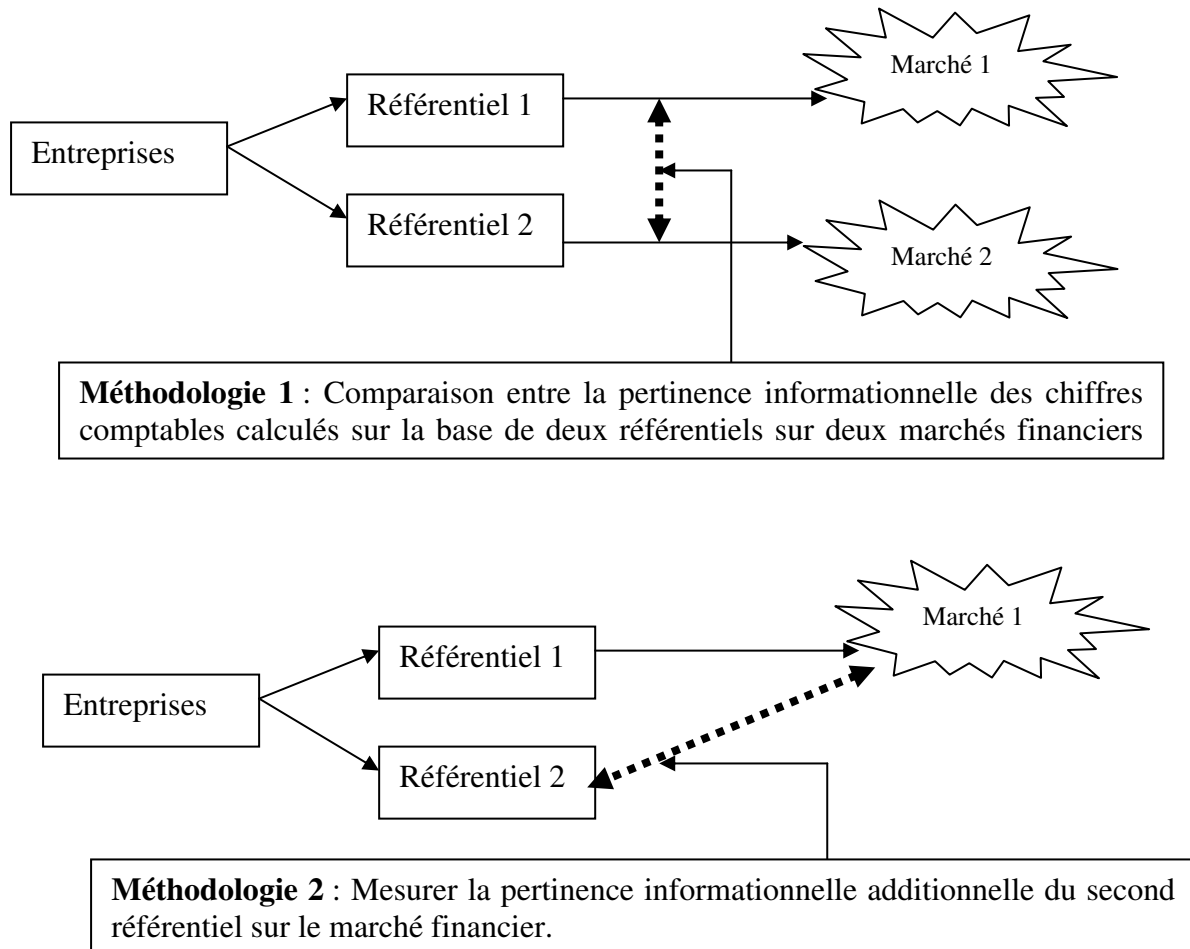 Marché 1
Référentiel 1
Entreprises
Référentiel 2
Marché 2
Méthodologie 1 : Comparaison entre la pertinence informationnelle des chiffres
comptables calculés sur la base de deux référentiels sur deux marchés financiers
Marché 1
Référentiel 1
Entreprises
Référentiel 2
Méthodologie 2 : Mesurer la pertinence informationnelle additionnelle du second
référentiel sur le marché financier.